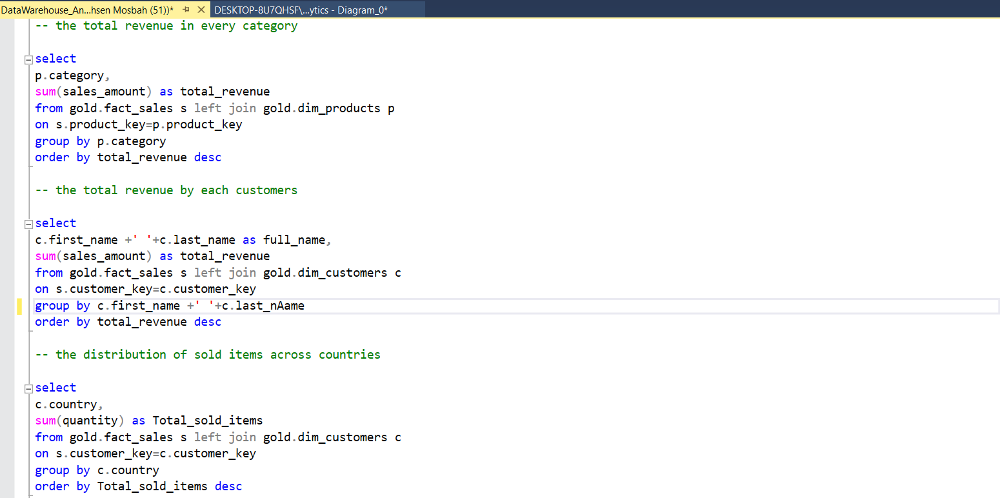 DataWarehouse_An...hsen Mosbah (51))* DESKTOP-8U7QHSF\...ytics - Diagram_0*
-- the total revenue in every category
select
p.category,
sum(sales_amount) as total_revenue
from gold.fact_sales s left join gold.dim_products p
on s.product_key=p.product_key
group by p.category
order by total_revenue desc
-- the total revenue by each customers
select
c.first_name +' '+c.last_name as full_name,
sum(sales_amount) as total_revenue
from gold.fact_sales s left join gold.dim_customers c
on s.customer_key=c.customer_key
group by c.first_name +' '+c.last_nAame
order by total_revenue desc
-- the distribution of sold items across countries
select
c.country,
sum(quantity) as Total_sold_items
from gold.fact_sales s left join gold.dim_customers c
on s.customer_key=c.customer_key
group by c.country
order by Total_sold_items desc